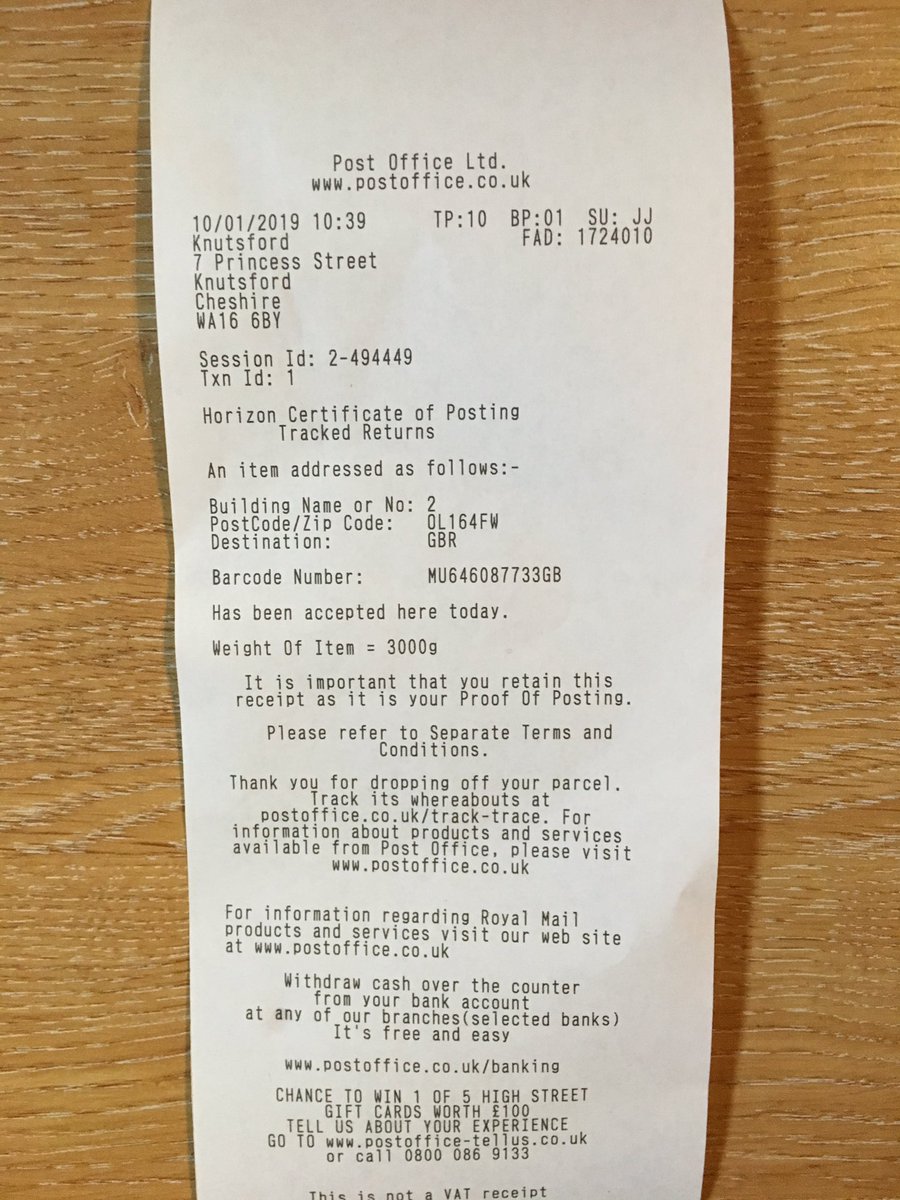 Post Office Ltd.
www.postoffice.co.uk
10/01/2019 10:39 TP:10 BP:01 SU: JJ
Knutsford FAD: 1724010
7 Princess Street
Knutsford
Cheshire
WA16 6BY
Session Id: 2-494449
Txn Id: 1
Horizon Certificate of Posting
Tracked Returns
An item addressed as follows:-
Building Name or No: 2
PostCode/Zip Code: OL164FW
Destination: GBR
Barcode Number: MU646087733GB
Has been accepted here today.
Weight Of Item = 3000g
It is important that you retain this
receipt as it is your Proof Of Posting.
Please refer to Separate Terms and
Conditions.
Thank you for dropping off your parcel.
Track its whereabouts at
postoffice.co.uk/track-trace. For
information about products and services
available from Post Office, please visit
www.postoffice.co.uk
For information regarding Royal Mail
products and services visit our web site
at www.postoffice.co.uk
Withdraw cash over the counter
from your bank account
at any of our branches(selected banks)
It's free and easy
www.postoffice.co.uk/banking
CHANCE TO WIN 1 OF 5 HIGH STREET
GIFT CARDS WORTH £100
TELL US ABOUT YOUR EXPERIENCE
GO TO www.postoffice-tellus.co.uk
or call 0800 086 9133
This is not a VAT receipt